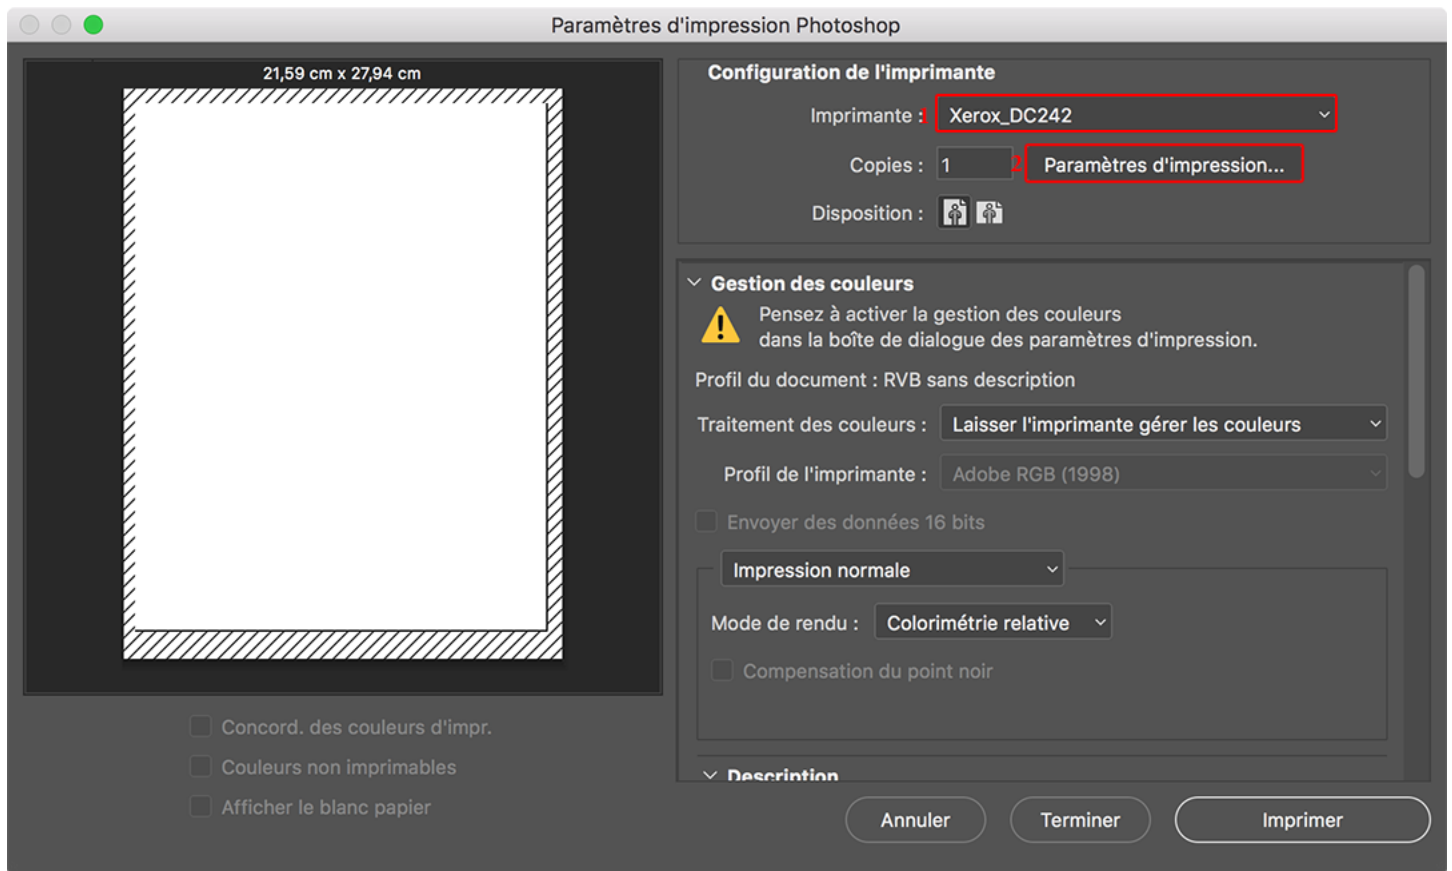 Paramètres d'impression Photoshop
21,59 cm x 27,94 cm
Configuration de l'imprimante
Imprimante : 1 Xerox_DC242
Copies : 1 2 Paramètres d'impression...
Disposition :
Gestion des couleurs
Pensez à activer la gestion des couleurs
dans la boîte de dialogue des paramètres d'impression.
Profil du document : RVB sans description
Traitement des couleurs : Laisser l'imprimante gérer les couleurs
Profil de l'imprimante : Adobe RGB (1998)
Envoyer des données 16 bits
Impression normale
Mode de rendu : Colorimétrie relative
Compensation du point noir
Description
Concord. des couleurs d'impr.
Couleurs non imprimables
Afficher le blanc papier
Annuler Terminer Imprimer